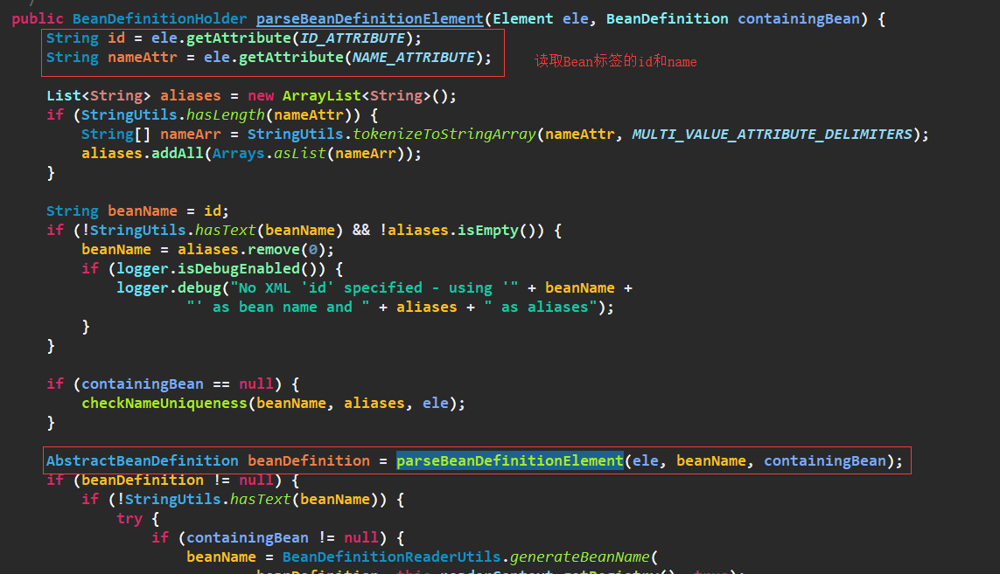 public BeanDefinitionHolder parseBeanDefinitionElement(Element ele, BeanDefinition containingBean) {
String id = ele.getAttribute(ID_ATTRIBUTE);
String nameAttr = ele.getAttribute(NAME_ATTRIBUTE);
读取Bean标签的id和name
List<String> aliases = new ArrayList<String>();
if (StringUtils.hasLength(nameAttr)) {
String[] nameArr = StringUtils.tokenizeToStringArray(nameAttr, MULTI_VALUE_ATTRIBUTE_DELIMITERS);
aliases.addAll(Arrays.asList(nameArr));
}
String beanName = id;
if (!StringUtils.hasText(beanName) && !aliases.isEmpty()) {
beanName = aliases.remove(0);
if (logger.isDebugEnabled()) {
logger.debug("No XML 'id' specified - using '" + beanName +
"' as bean name and " + aliases + " as aliases");
}
}
if (containingBean == null) {
checkNameUniqueness(beanName, aliases, ele);
}
AbstractBeanDefinition beanDefinition = parseBeanDefinitionElement(ele, beanName, containingBean);
if (beanDefinition != null) {
if (!StringUtils.hasText(beanName)) {
try {
if (containingBean != null) {
beanName = BeanDefinitionReaderUtils.generateBeanName(
beanDefinition, this.readerContext.getRegistry(), true);